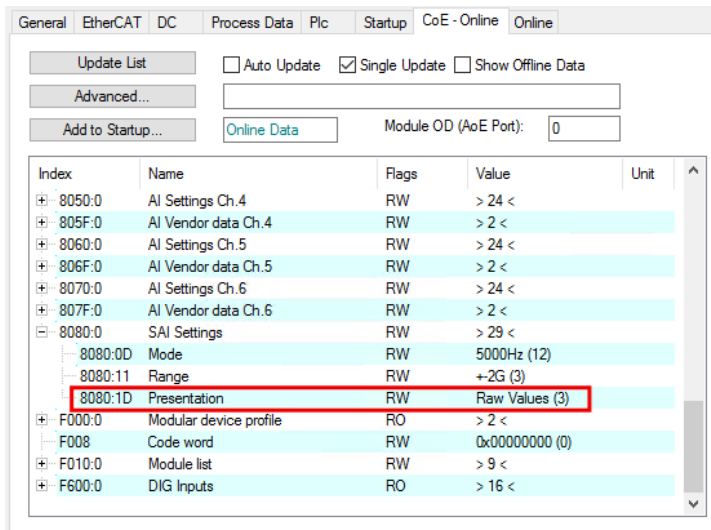 General EtherCAT DC Process Data Plc Startup CoE - Online Online
Update List Auto Update Single Update Show Offline Data
Advanced...
Add to Startup... Online Data Module OD (AoE Port): 0
Index Name Flags Value Unit
8050:0 AI Settings Ch.4 RW > 24 <
805F:0 AI Vendor data Ch.4 RW > 2 <
8060:0 AI Settings Ch.5 RW > 24 <
806F:0 AI Vendor data Ch.5 RW > 2 <
8070:0 AI Settings Ch.6 RW > 24 <
807F:0 AI Vendor data Ch.6 RW > 2 <
8080:0 SAI Settings RW > 29 <
8080:0D Mode RW 5000Hz (12)
8080:11 Range RW +-2G (3)
8080:1D Presentation RW Raw Values (3)
F000:0 Modular device profile RO > 2 <
F008 Code word RW 0x00000000 (0)
F010:0 Module list RW > 9 <
F600:0 DIG Inputs RO > 16 <